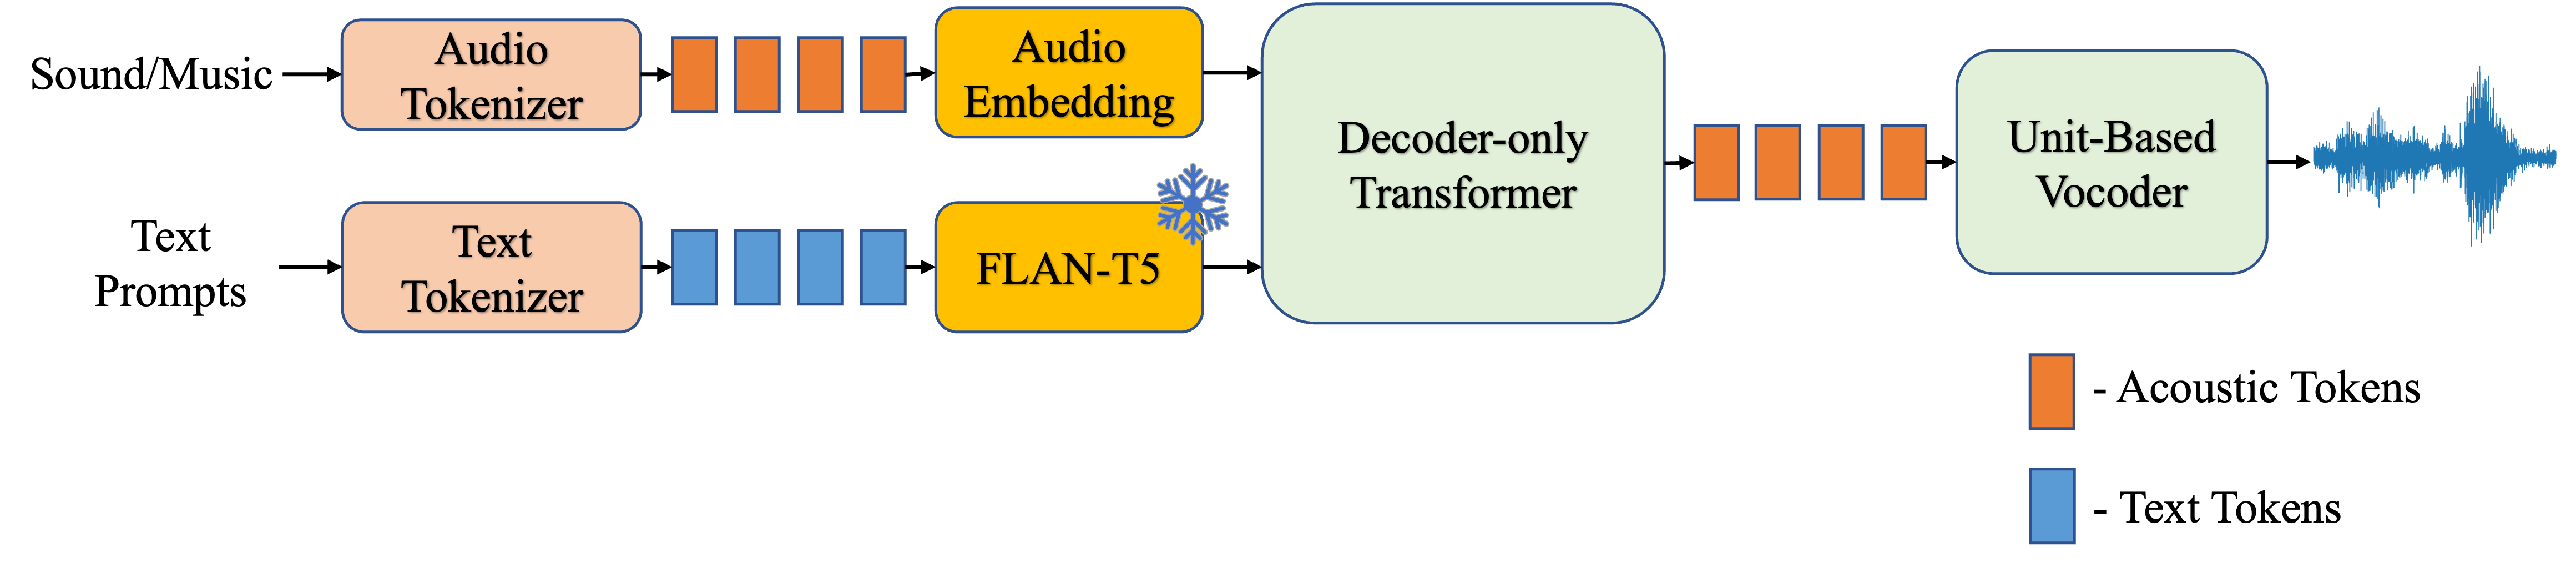 Sound/Music
Audio
Tokenizer
Audio
Embedding
Decoder-only
Transformer
Unit-Based
Vocoder
Text
Prompts
Text
Tokenizer
FLAN-T5
- Acoustic Tokens
- Text Tokens